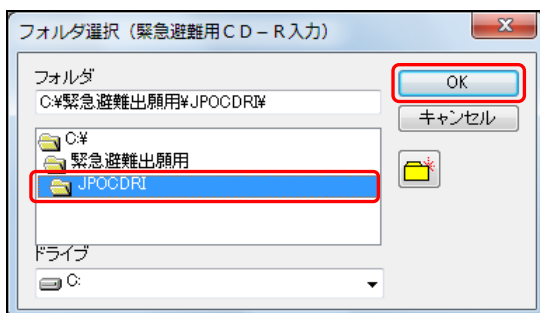 フォルダ選択（緊急避難用ＣＤ－Ｒ入力）
フォルダ
C:¥緊急避難出願用¥JPOCDRI¥
OK
キャンセル
C:¥
緊急避難出願用
JPOCDRI
ドライブ
C: